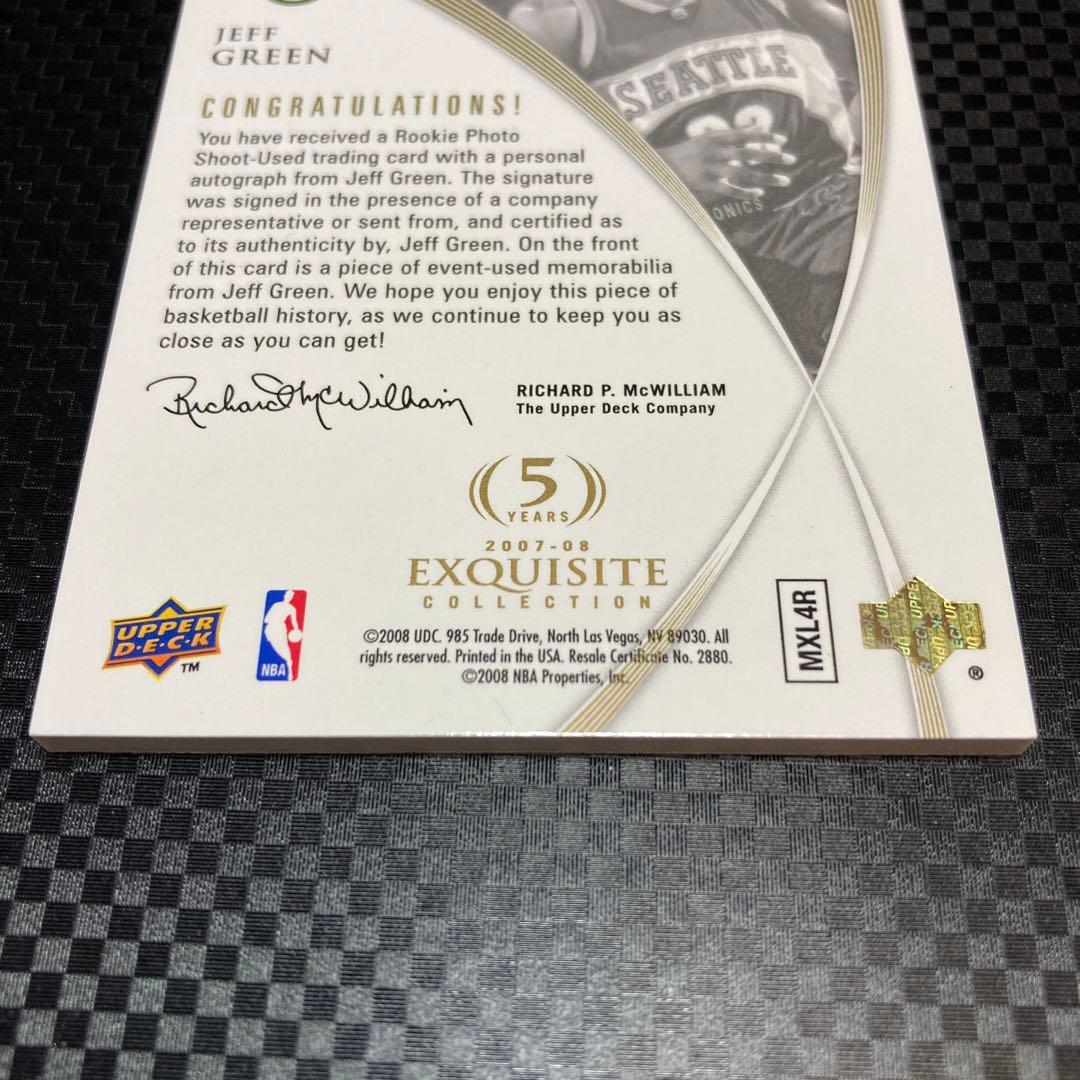 JEFF
GREEN
SEATTLE
ONICS
CONGRATULATIONS!
You have received a Rookie Photo
Shoot-Used trading card with a personal
autograph from Jeff Green. The signature
was signed in the presence of a company
representative or sent from, and certified as
to its authenticity by, Jeff Green. On the front
of this card is a piece of event-used memorabilia
from Jeff Green. We hope you enjoy this piece of
basketball history, as we continue to keep you as
close as you can get!
Richard McWilliam
RICHARD P. McWILLIAM
The Upper Deck Company
5
YEARS
2007-08
EXQUISITE
COLLECTION
UPPER
D·E·C·K
TM
NBA
©2008 UDC. 985 Trade Drive, North Las Vegas, NV 89030. All
rights reserved. Printed in the USA. Resale Certificate No. 2880.
©2008 NBA Properties, Inc.
MXL4R
®